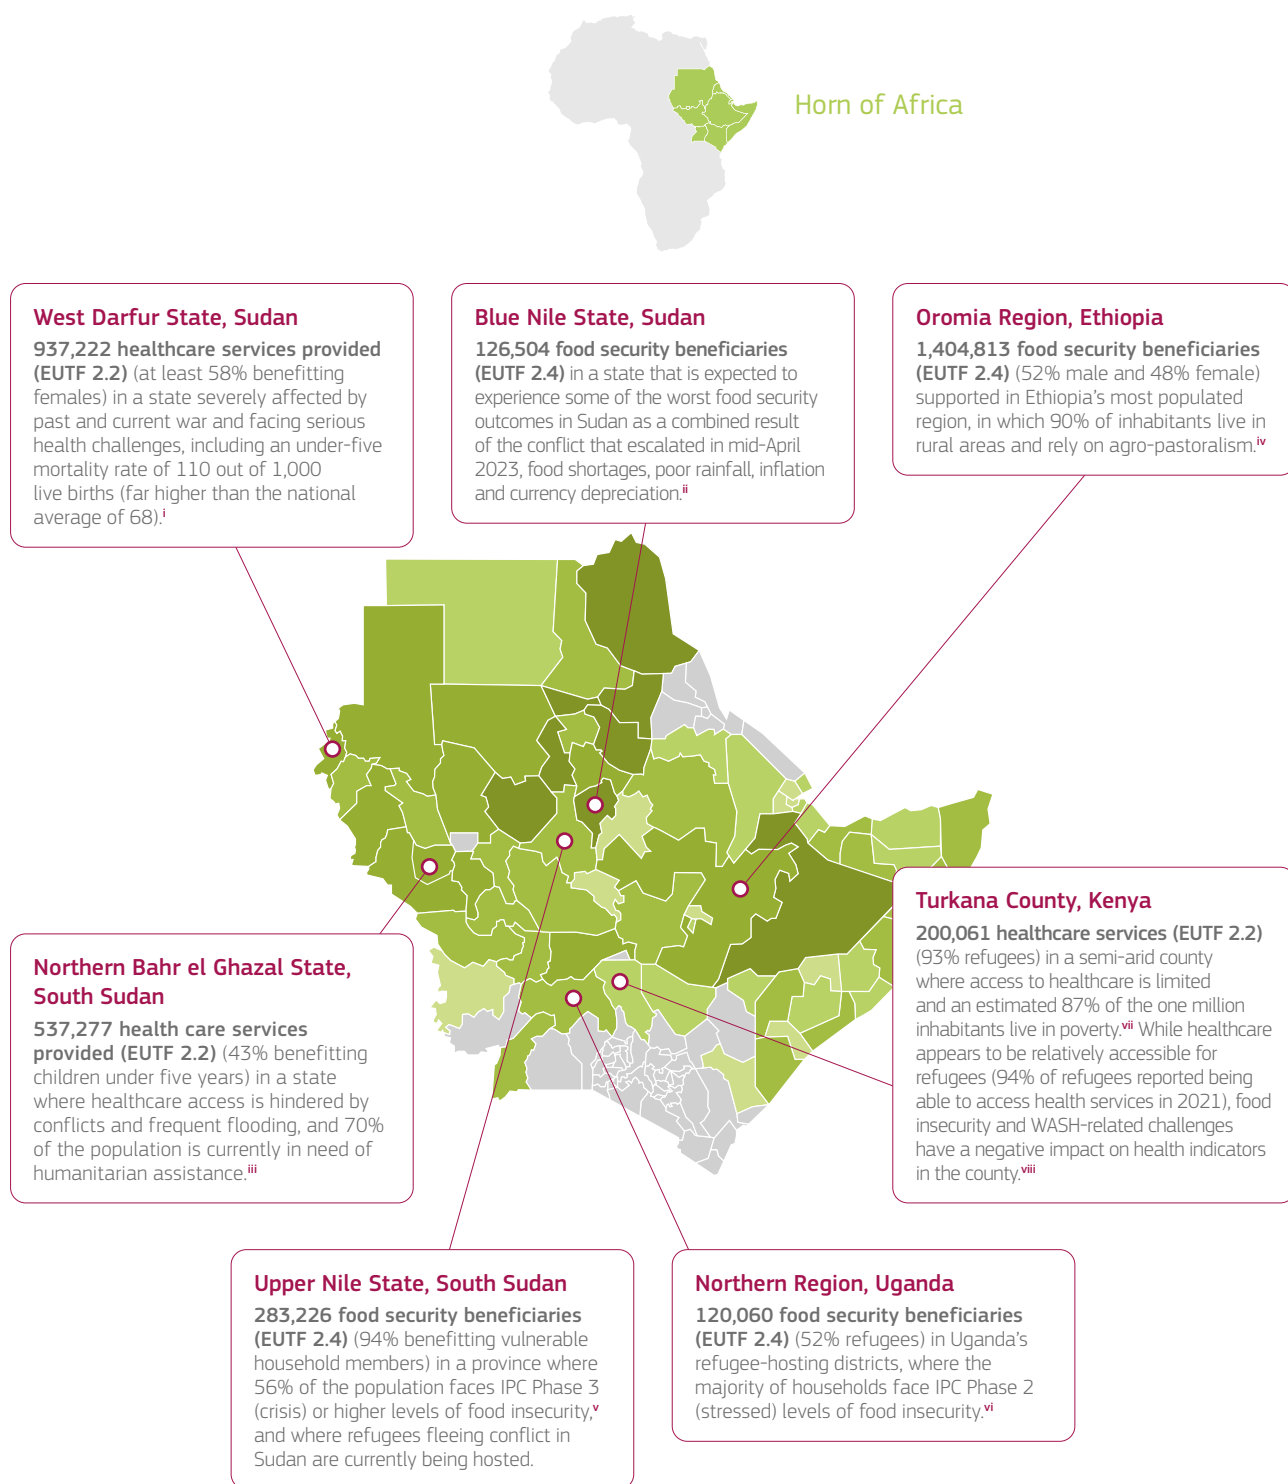 Horn of Africa
West Darfur State, Sudan
937,222 healthcare services provided
(EUTF 2.2) (at least 58% benefitting
females) in a state severely affected by
past and current war and facing serious
health challenges, including an under-five
mortality rate of 110 out of 1,000
live births (far higher than the national
average of 68).i
Blue Nile State, Sudan
126,504 food security beneficiaries
(EUTF 2.4) in a state that is expected to
experience some of the worst food security
outcomes in Sudan as a combined result
of the conflict that escalated in mid-April
2023, food shortages, poor rainfall, inflation
and currency depreciation.ii
Oromia Region, Ethiopia
1,404,813 food security beneficiaries
(EUTF 2.4) (52% male and 48% female)
supported in Ethiopia's most populated
region, in which 90% of inhabitants live in
rural areas and rely on agro-pastoralism.iv
Northern Bahr el Ghazal State,
South Sudan
537,277 health care services
provided (EUTF 2.2) (43% benefitting
children under five years) in a state
where healthcare access is hindered by
conflicts and frequent flooding, and 70%
of the population is currently in need of
humanitarian assistance.iii
Turkana County, Kenya
200,061 healthcare services (EUTF 2.2)
(93% refugees) in a semi-arid county
where access to healthcare is limited
and an estimated 87% of the one million
inhabitants live in poverty.vii While healthcare
appears to be relatively accessible for
refugees (94% of refugees reported being
able to access health services in 2021), food
insecurity and WASH-related challenges
have a negative impact on health indicators
in the county.viii
Upper Nile State, South Sudan
283,226 food security beneficiaries
(EUTF 2.4) (94% benefitting vulnerable
household members) in a province where
56% of the population faces IPC Phase 3
(crisis) or higher levels of food insecurity,v
and where refugees fleeing conflict in
Sudan are currently being hosted.
Northern Region, Uganda
120,060 food security beneficiaries
(EUTF 2.4) (52% refugees) in Uganda's
refugee-hosting districts, where the
majority of households face IPC Phase 2
(stressed) levels of food insecurity.vi